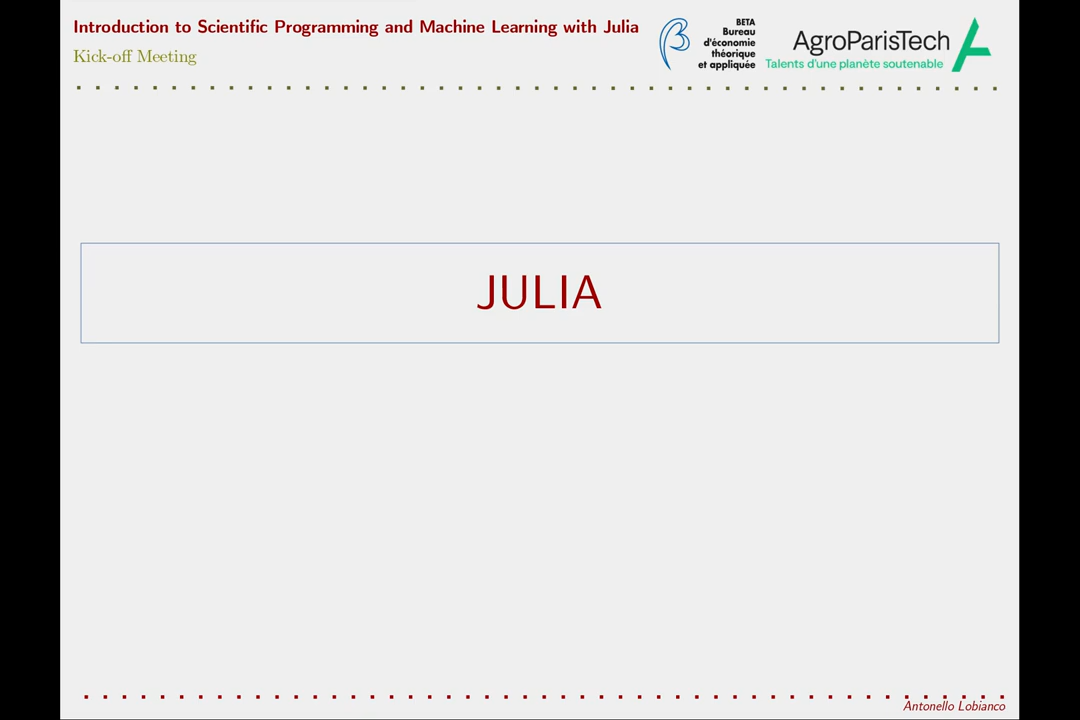 Introduction to Scientific Programming and Machine Learning with Julia
Kick-off Meeting
BETA
Bureau
d'économie
théorique
et appliquée
AgroParisTech
Talents d'une planète soutenable
JULIA
Antonello Lobianco